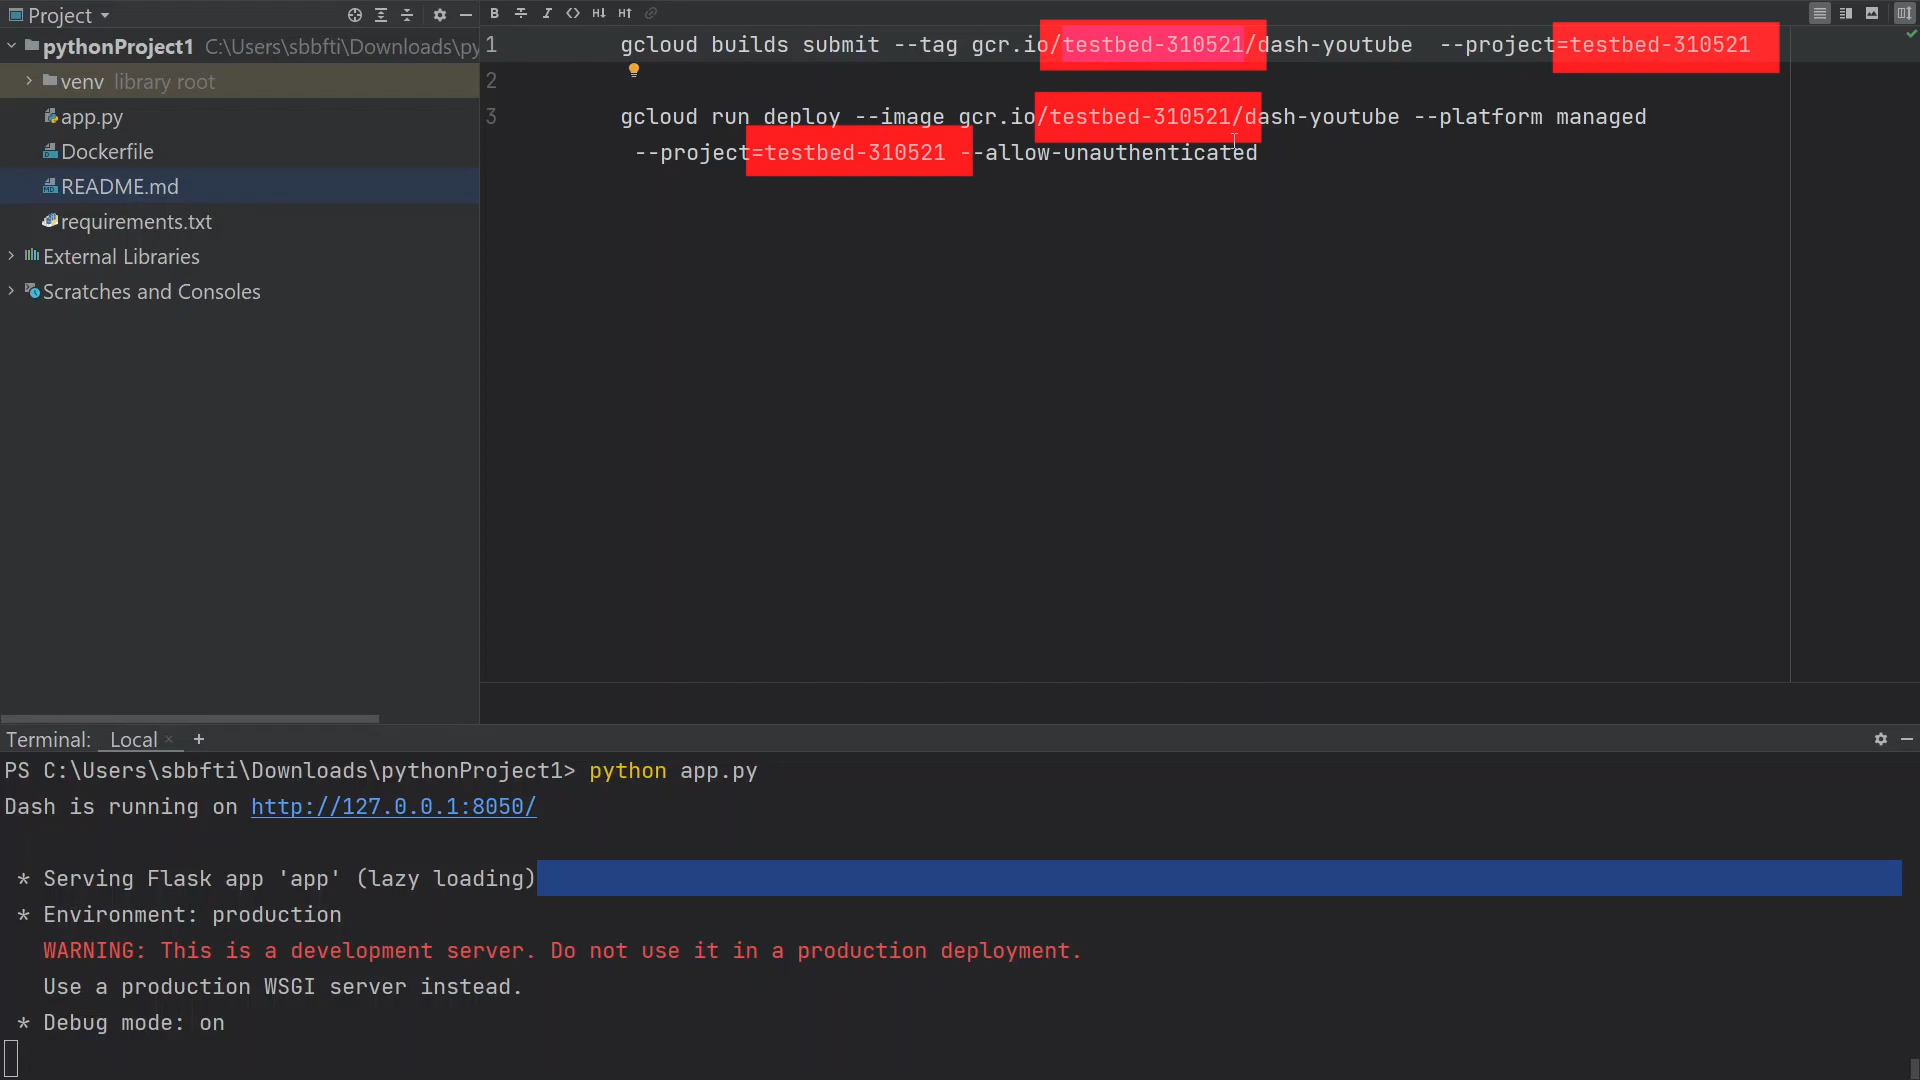 Project
pythonProject1 C:\Users\sbbfti\Downloads\py
venv library root
app.py
Dockerfile
README.md
requirements.txt
External Libraries
Scratches and Consoles
B I <> H↓ H↑
1 gcloud builds submit --tag gcr.io/testbed-310521/dash-youtube --project=testbed-310521
2
3 gcloud run deploy --image gcr.io/testbed-310521/dash-youtube --platform managed
--project=testbed-310521 --allow-unauthenticated
Terminal: Local × +
PS C:\Users\sbbfti\Downloads\pythonProject1> python app.py
Dash is running on http://127.0.0.1:8050/
* Serving Flask app 'app' (lazy loading)
* Environment: production
WARNING: This is a development server. Do not use it in a production deployment.
Use a production WSGI server instead.
* Debug mode: on